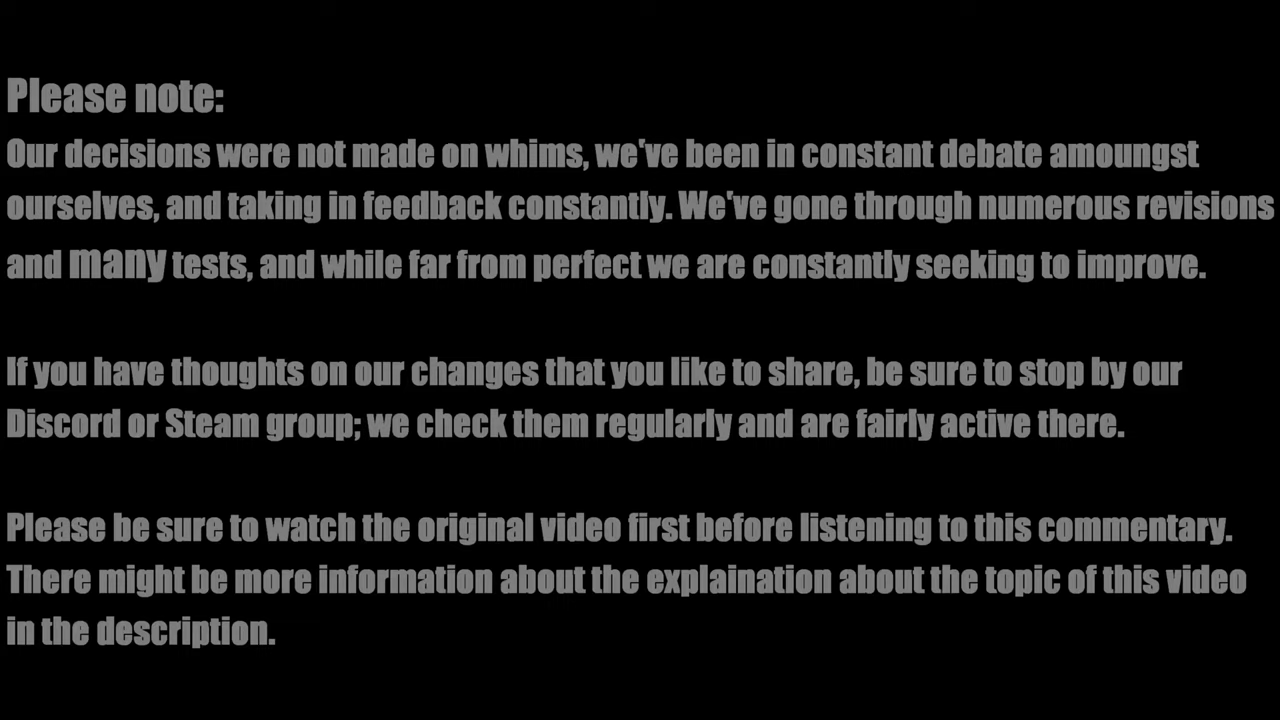 Please note:
Our decisions were not made on whims, we've been in constant debate amoungst
ourselves, and taking in feedback constantly. We've gone through numerous revisions
and many tests, and while far from perfect we are constantly seeking to improve.
If you have thoughts on our changes that you like to share, be sure to stop by our
Discord or Steam group; we check them regularly and are fairly active there.
Please be sure to watch the original video first before listening to this commentary.
There might be more information about the explaination about the topic of this video
in the description.